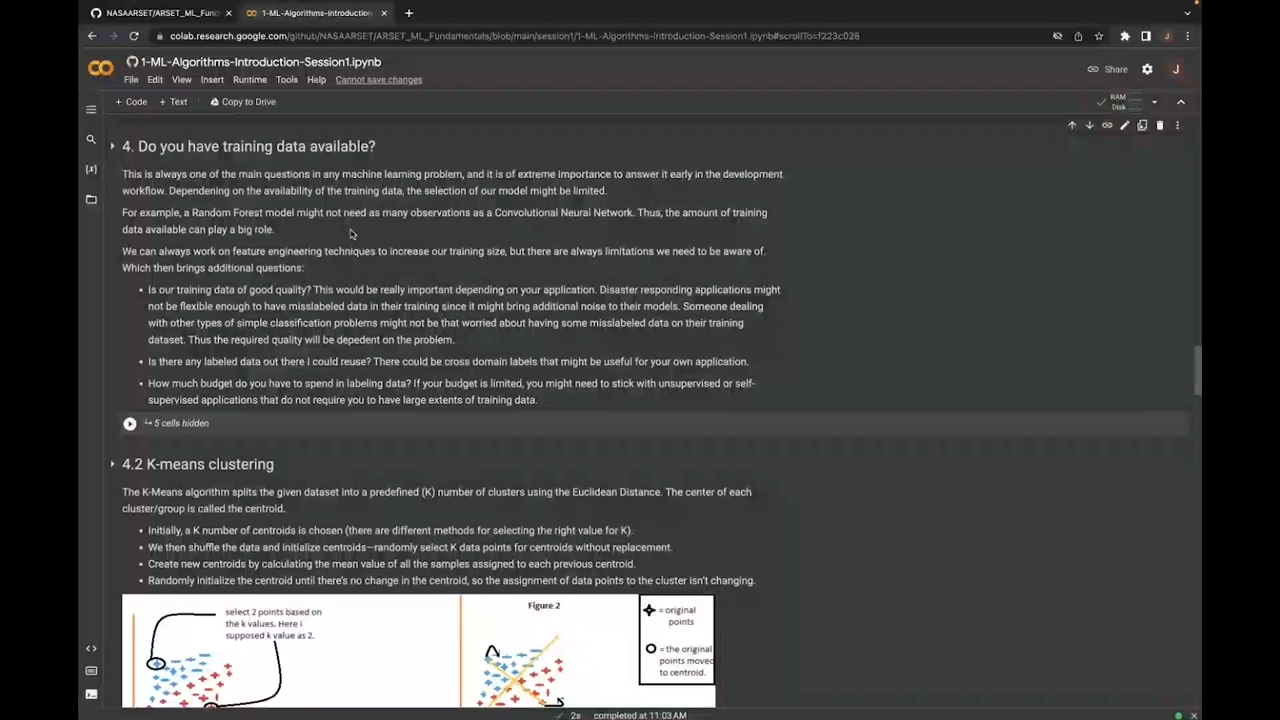 NASAARSET/ARSET_ML_Fun
1-ML-Algorithms-Introduction
colab.research.google.com/github/NASAARSET/ARSET_ML_Fundamentals/blob/main/session1/1-ML-Algorithms-Introduction-Session1.ipynb#scrollTo=f223c028
J
1-ML-Algorithms-Introduction-Session1.ipynb
Share
J
File Edit View Insert Runtime Tools Help Cannot save changes
+ Code + Text Copy to Drive
RAM
Disk
4. Do you have training data available?
This is always one of the main questions in any machine learning problem, and it is of extreme importance to answer it early in the development
workflow. Dependening on the availability of the training data, the selection of our model might be limited.
For example, a Random Forest model might not need as many observations as a Convolutional Neural Network. Thus, the amount of training
data available can play a big role.
We can always work on feature engineering techniques to increase our training size, but there are always limitations we need to be aware of.
Which then brings additional questions:
• Is our training data of good quality? This would be really important depending on your application. Disaster responding applications might
not be flexible enough to have misslabeled data in their training since it might bring additional noise to their models. Someone dealing
with other types of simple classification problems might not be that worried about having some misslabeled data on their training
dataset. Thus the required quality will be depedent on the problem.
• Is there any labeled data out there I could reuse? There could be cross domain labels that might be useful for your own application.
• How much budget do you have to spend in labeling data? If your budget is limited, you might need to stick with unsupervised or self-
supervised applications that do not require you to have large extents of training data.
5 cells hidden
4.2 K-means clustering
The K-Means algorithm splits the given dataset into a predefined (K) number of clusters using the Euclidean Distance. The center of each
cluster/group is called the centroid.
• Initially, a K number of centroids is chosen (there are different methods for selecting the right value for K).
• We then shuffle the data and initialize centroids—randomly select K data points for centroids without replacement.
• Create new centroids by calculating the mean value of all the samples assigned to each previous centroid.
• Randomly initialize the centroid until there's no change in the centroid, so the assignment of data points to the cluster isn't changing.
select 2 points based on
the k values. Here i
supposed k value as 2.
Figure 2
= original
points
= the original
points moved
to centroid.
2s completed at 11:03 AM